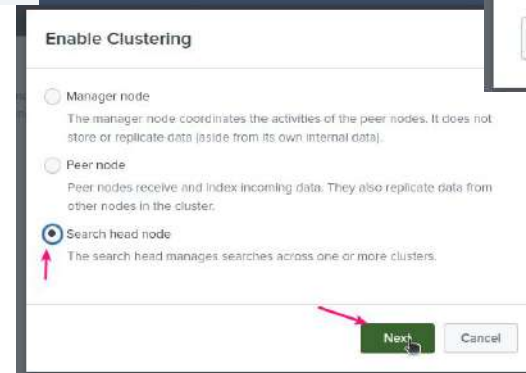 Enable Clustering
Manager node
The manager node coordinates the activities of the peer nodes. It does not
store or replicate data (aside from its own internal data).
Peer node
Peer nodes receive and index incoming data. They also replicate data from
other nodes in the cluster.
Search head node
The search head manages searches across one or more clusters.
Next
Cancel